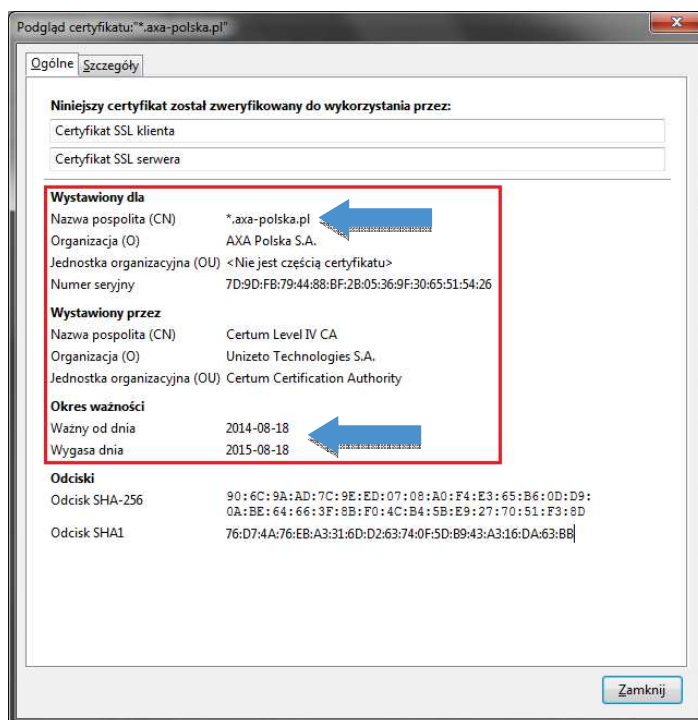 Podgląd certyfikatu:"*.axa-polska.pl"
Ogólne Szczegóły
Niniejszy certyfikat został zweryfikowany do wykorzystania przez:
Certyfikat SSL klienta
Certyfikat SSL serwera
Wystawiony dla
Nazwa pospolita (CN) *.axa-polska.pl
Organizacja (O) AXA Polska S.A.
Jednostka organizacyjna (OU) <Nie jest częścią certyfikatu>
Numer seryjny 7D:9D:FB:79:44:88:BF:2B:05:36:9F:30:65:51:54:26
Wystawiony przez
Nazwa pospolita (CN) Certum Level IV CA
Organizacja (O) Unizeto Technologies S.A.
Jednostka organizacyjna (OU) Certum Certification Authority
Okres ważności
Ważny od dnia 2014-08-18
Wygasa dnia 2015-08-18
Odciski
Odcisk SHA-256 90:6C:9A:AD:7C:9E:ED:07:08:A0:F4:E3:65:B6:0D:D9:
0A:BE:64:66:3F:8B:F0:4C:B4:5B:E9:27:70:51:F3:8D
Odcisk SHA1 76:D7:4A:76:EB:A3:31:6D:D2:63:74:0F:5D:B9:43:A3:16:DA:63:BB
Zamknij